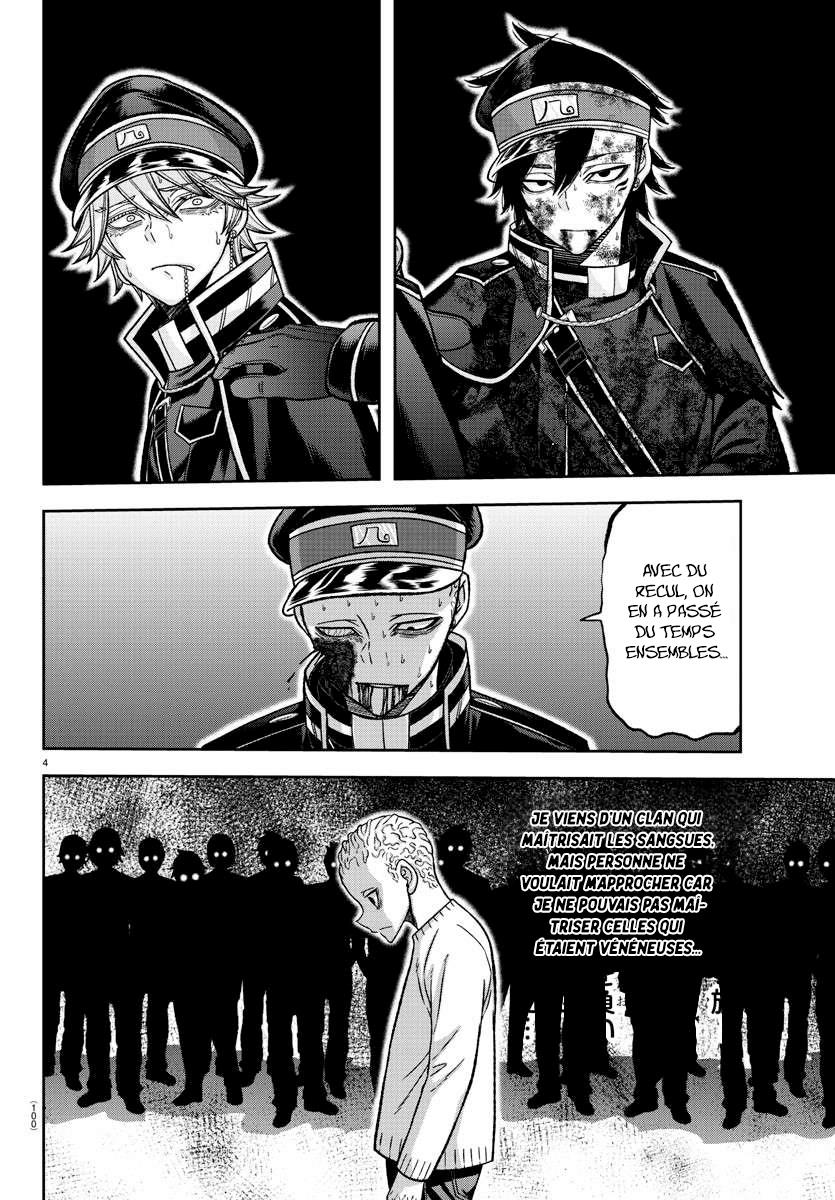 AVEC DU
RECUL, ON
EN A PASSÉ
DU TEMPS
ENSEMBLES...
4
JE VIENS D'UN CLAN QUI
MAÎTRISAIT LES SANGSUES,
MAIS PERSONNE NE
VOULAIT M'APPROCHER CAR
JE NE POUVAIS PAS MAÎ-
TRISER CELLES QUI
ÉTAIENT VÉNÉNEUSES...
(100)